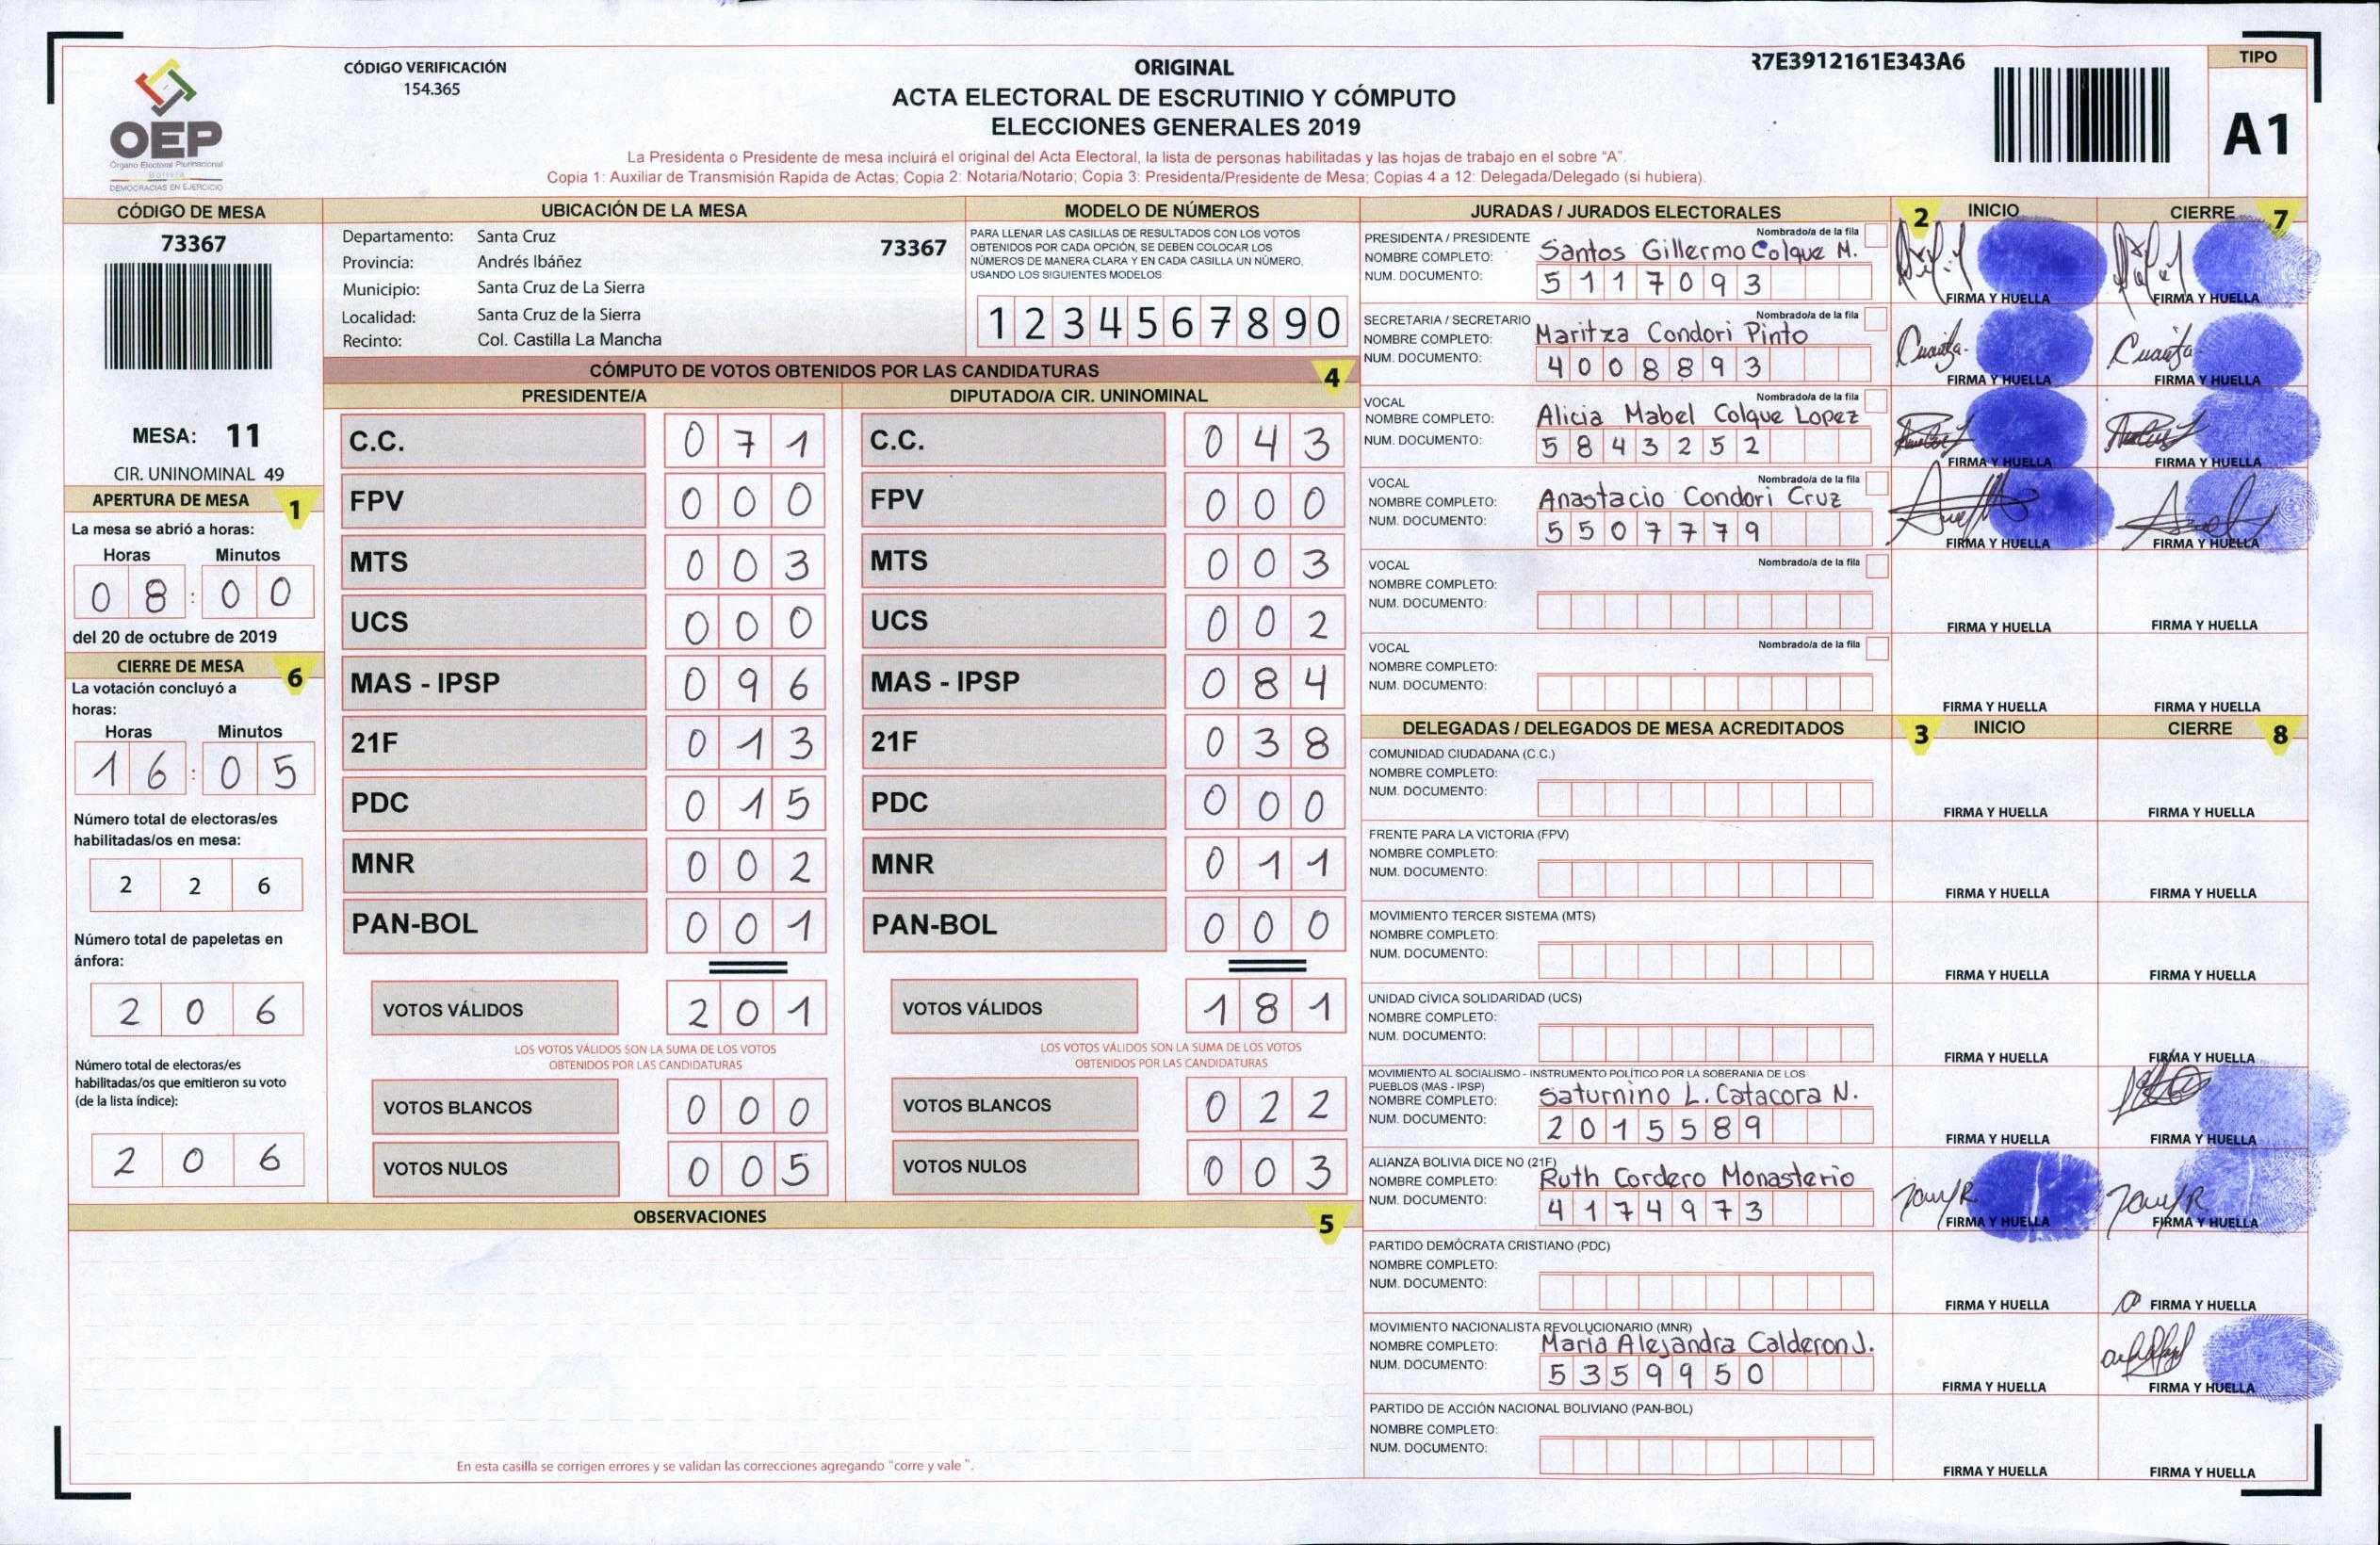 CÓDIGO VERIFICACIÓN
154.365
ORIGINAL
ACTA ELECTORAL DE ESCRUTINIO Y CÓMPUTO
ELECCIONES GENERALES 2019
La Presidenta o Presidente de mesa incluirá el original del Acta Electoral, la lista de personas habilitadas y las hojas de trabajo en el sobre "A".
Copia 1: Auxiliar de Transmisión Rapida de Actas; Copia 2: Notaria/Notario; Copia 3: Presidenta/Presidente de Mesa; Copias 4 a 12: Delegada/Delegado (si hubiera).
R7E3912161E343A6
TIPO
A1
OEP
Órgano Electoral Plurinacional
Bolivia
DEMOCRACIAS EN EJERCICIO
CÓDIGO DE MESA
73367
MESA: 11
CIR. UNINOMINAL 49
APERTURA DE MESA 1
La mesa se abrió a horas:
Horas Minutos
0 8 : 0 0
del 20 de octubre de 2019
CIERRE DE MESA 6
La votación concluyó a
horas:
Horas Minutos
1 6 : 0 5
Número total de electoras/es
habilitadas/os en mesa:
2 2 6
Número total de papeletas en
ánfora:
2 0 6
Número total de electoras/es
habilitadas/os que emitieron su voto
(de la lista índice):
2 0 6
UBICACIÓN DE LA MESA
Departamento: Santa Cruz
73367
Provincia: Andrés Ibáñez
Municipio: Santa Cruz de La Sierra
Localidad: Santa Cruz de la Sierra
Recinto: Col. Castilla La Mancha
MODELO DE NÚMEROS
PARA LLENAR LAS CASILLAS DE RESULTADOS CON LOS VOTOS
OBTENIDOS POR CADA OPCIÓN, SE DEBEN COLOCAR LOS
NÚMEROS DE MANERA CLARA Y EN CADA CASILLA UN NÚMERO,
USANDO LOS SIGUIENTES MODELOS:
1 2 3 4 5 6 7 8 9 0
CÓMPUTO DE VOTOS OBTENIDOS POR LAS CANDIDATURAS 4
PRESIDENTE/A
C.C. 0 7 1
FPV 0 0 0
MTS 0 0 3
UCS 0 0 0
MAS - IPSP 0 9 6
21F 0 1 3
PDC 0 1 5
MNR 0 0 2
PAN-BOL 0 0 1
VOTOS VÁLIDOS 2 0 1
LOS VOTOS VÁLIDOS SON LA SUMA DE LOS VOTOS
OBTENIDOS POR LAS CANDIDATURAS
VOTOS BLANCOS 0 0 0
VOTOS NULOS 0 0 5
DIPUTADO/A CIR. UNINOMINAL
C.C. 0 4 3
FPV 0 0 0
MTS 0 0 3
UCS 0 0 2
MAS - IPSP 0 8 4
21F 0 3 8
PDC 0 0 0
MNR 0 1 1
PAN-BOL 0 0 0
VOTOS VÁLIDOS 1 8 1
LOS VOTOS VÁLIDOS SON LA SUMA DE LOS VOTOS
OBTENIDOS POR LAS CANDIDATURAS
VOTOS BLANCOS 0 2 2
VOTOS NULOS 0 0 3
OBSERVACIONES 5
En esta casilla se corrigen errores y se validan las correcciones agregando "corre y vale ".
JURADAS / JURADOS ELECTORALES 2 INICIO CIERRE 7
PRESIDENTA / PRESIDENTE Nombrado/a de la fila
NOMBRE COMPLETO: Santos Gillermo Colque M.
NUM. DOCUMENTO: 5 1 1 7 0 9 3
FIRMA Y HUELLA FIRMA Y HUELLA
SECRETARIA / SECRETARIO Nombrado/a de la fila
NOMBRE COMPLETO: Maritza Condori Pinto
NUM. DOCUMENTO: 4 0 0 8 8 9 3
FIRMA Y HUELLA FIRMA Y HUELLA
VOCAL Nombrado/a de la fila
NOMBRE COMPLETO: Alicia Mabel Colque Lopez
NUM. DOCUMENTO: 5 8 4 3 2 5 2
FIRMA Y HUELLA FIRMA Y HUELLA
VOCAL Nombrado/a de la fila
NOMBRE COMPLETO: Anastacio Condori Cruz
NUM. DOCUMENTO: 5 5 0 7 7 7 9
FIRMA Y HUELLA FIRMA Y HUELLA
VOCAL Nombrado/a de la fila
NOMBRE COMPLETO:
NUM. DOCUMENTO:
FIRMA Y HUELLA FIRMA Y HUELLA
VOCAL Nombrado/a de la fila
NOMBRE COMPLETO:
NUM. DOCUMENTO:
FIRMA Y HUELLA FIRMA Y HUELLA
DELEGADAS / DELEGADOS DE MESA ACREDITADOS 3 INICIO CIERRE 8
COMUNIDAD CIUDADANA (C.C.)
NOMBRE COMPLETO:
NUM. DOCUMENTO:
FIRMA Y HUELLA FIRMA Y HUELLA
FRENTE PARA LA VICTORIA (FPV)
NOMBRE COMPLETO:
NUM. DOCUMENTO:
FIRMA Y HUELLA FIRMA Y HUELLA
MOVIMIENTO TERCER SISTEMA (MTS)
NOMBRE COMPLETO:
NUM. DOCUMENTO:
FIRMA Y HUELLA FIRMA Y HUELLA
UNIDAD CÍVICA SOLIDARIDAD (UCS)
NOMBRE COMPLETO:
NUM. DOCUMENTO:
FIRMA Y HUELLA FIRMA Y HUELLA
MOVIMIENTO AL SOCIALISMO - INSTRUMENTO POLÍTICO POR LA SOBERANIA DE LOS
PUEBLOS (MAS - IPSP)
NOMBRE COMPLETO: Saturnino L. Catacora N.
NUM. DOCUMENTO: 2 0 1 5 5 8 9
FIRMA Y HUELLA FIRMA Y HUELLA
ALIANZA BOLIVIA DICE NO (21F)
NOMBRE COMPLETO: Ruth Cordero Monasterio
NUM. DOCUMENTO: 4 1 7 4 9 7 3
FIRMA Y HUELLA FIRMA Y HUELLA
PARTIDO DEMÓCRATA CRISTIANO (PDC)
NOMBRE COMPLETO:
NUM. DOCUMENTO:
FIRMA Y HUELLA FIRMA Y HUELLA
MOVIMIENTO NACIONALISTA REVOLUCIONARIO (MNR)
NOMBRE COMPLETO: Maria Alejandra Calderon J.
NUM. DOCUMENTO: 5 3 5 9 9 5 0
FIRMA Y HUELLA FIRMA Y HUELLA
PARTIDO DE ACCIÓN NACIONAL BOLIVIANO (PAN-BOL)
NOMBRE COMPLETO:
NUM. DOCUMENTO:
FIRMA Y HUELLA FIRMA Y HUELLA